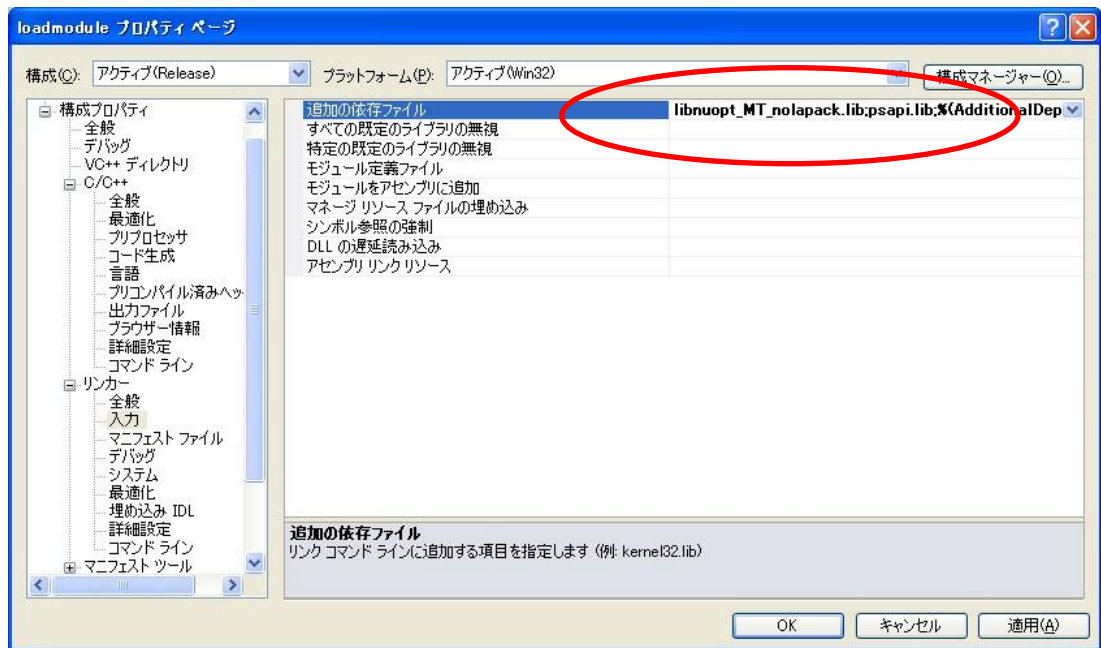 loadmodule プロパティ ページ
構成(C): アクティブ(Release) プラットフォーム(P): アクティブ(Win32) 構成マネージャー(O)...
構成プロパティ
全般
デバッグ
VC++ ディレクトリ
C/C++
全般
最適化
プリプロセッサ
コード生成
言語
プリコンパイル済みヘッ
出力ファイル
ブラウザー情報
詳細設定
コマンド ライン
リンカー
全般
入力
マニフェスト ファイル
デバッグ
システム
最適化
埋め込み IDL
詳細設定
コマンド ライン
マニフェスト ツール
追加の依存ファイル libnuopt_MT_nolapack.lib;psapi.lib;%(AdditionalDep
すべての既定のライブラリの無視
特定の既定のライブラリの無視
モジュール定義ファイル
モジュールをアセンブリに追加
マネージ リソース ファイルの埋め込み
シンボル参照の強制
DLL の遅延読み込み
アセンブリ リンク リソース
追加の依存ファイル
リンク コマンド ラインに追加する項目を指定します (例: kernel32.lib)
OK キャンセル 適用(A)